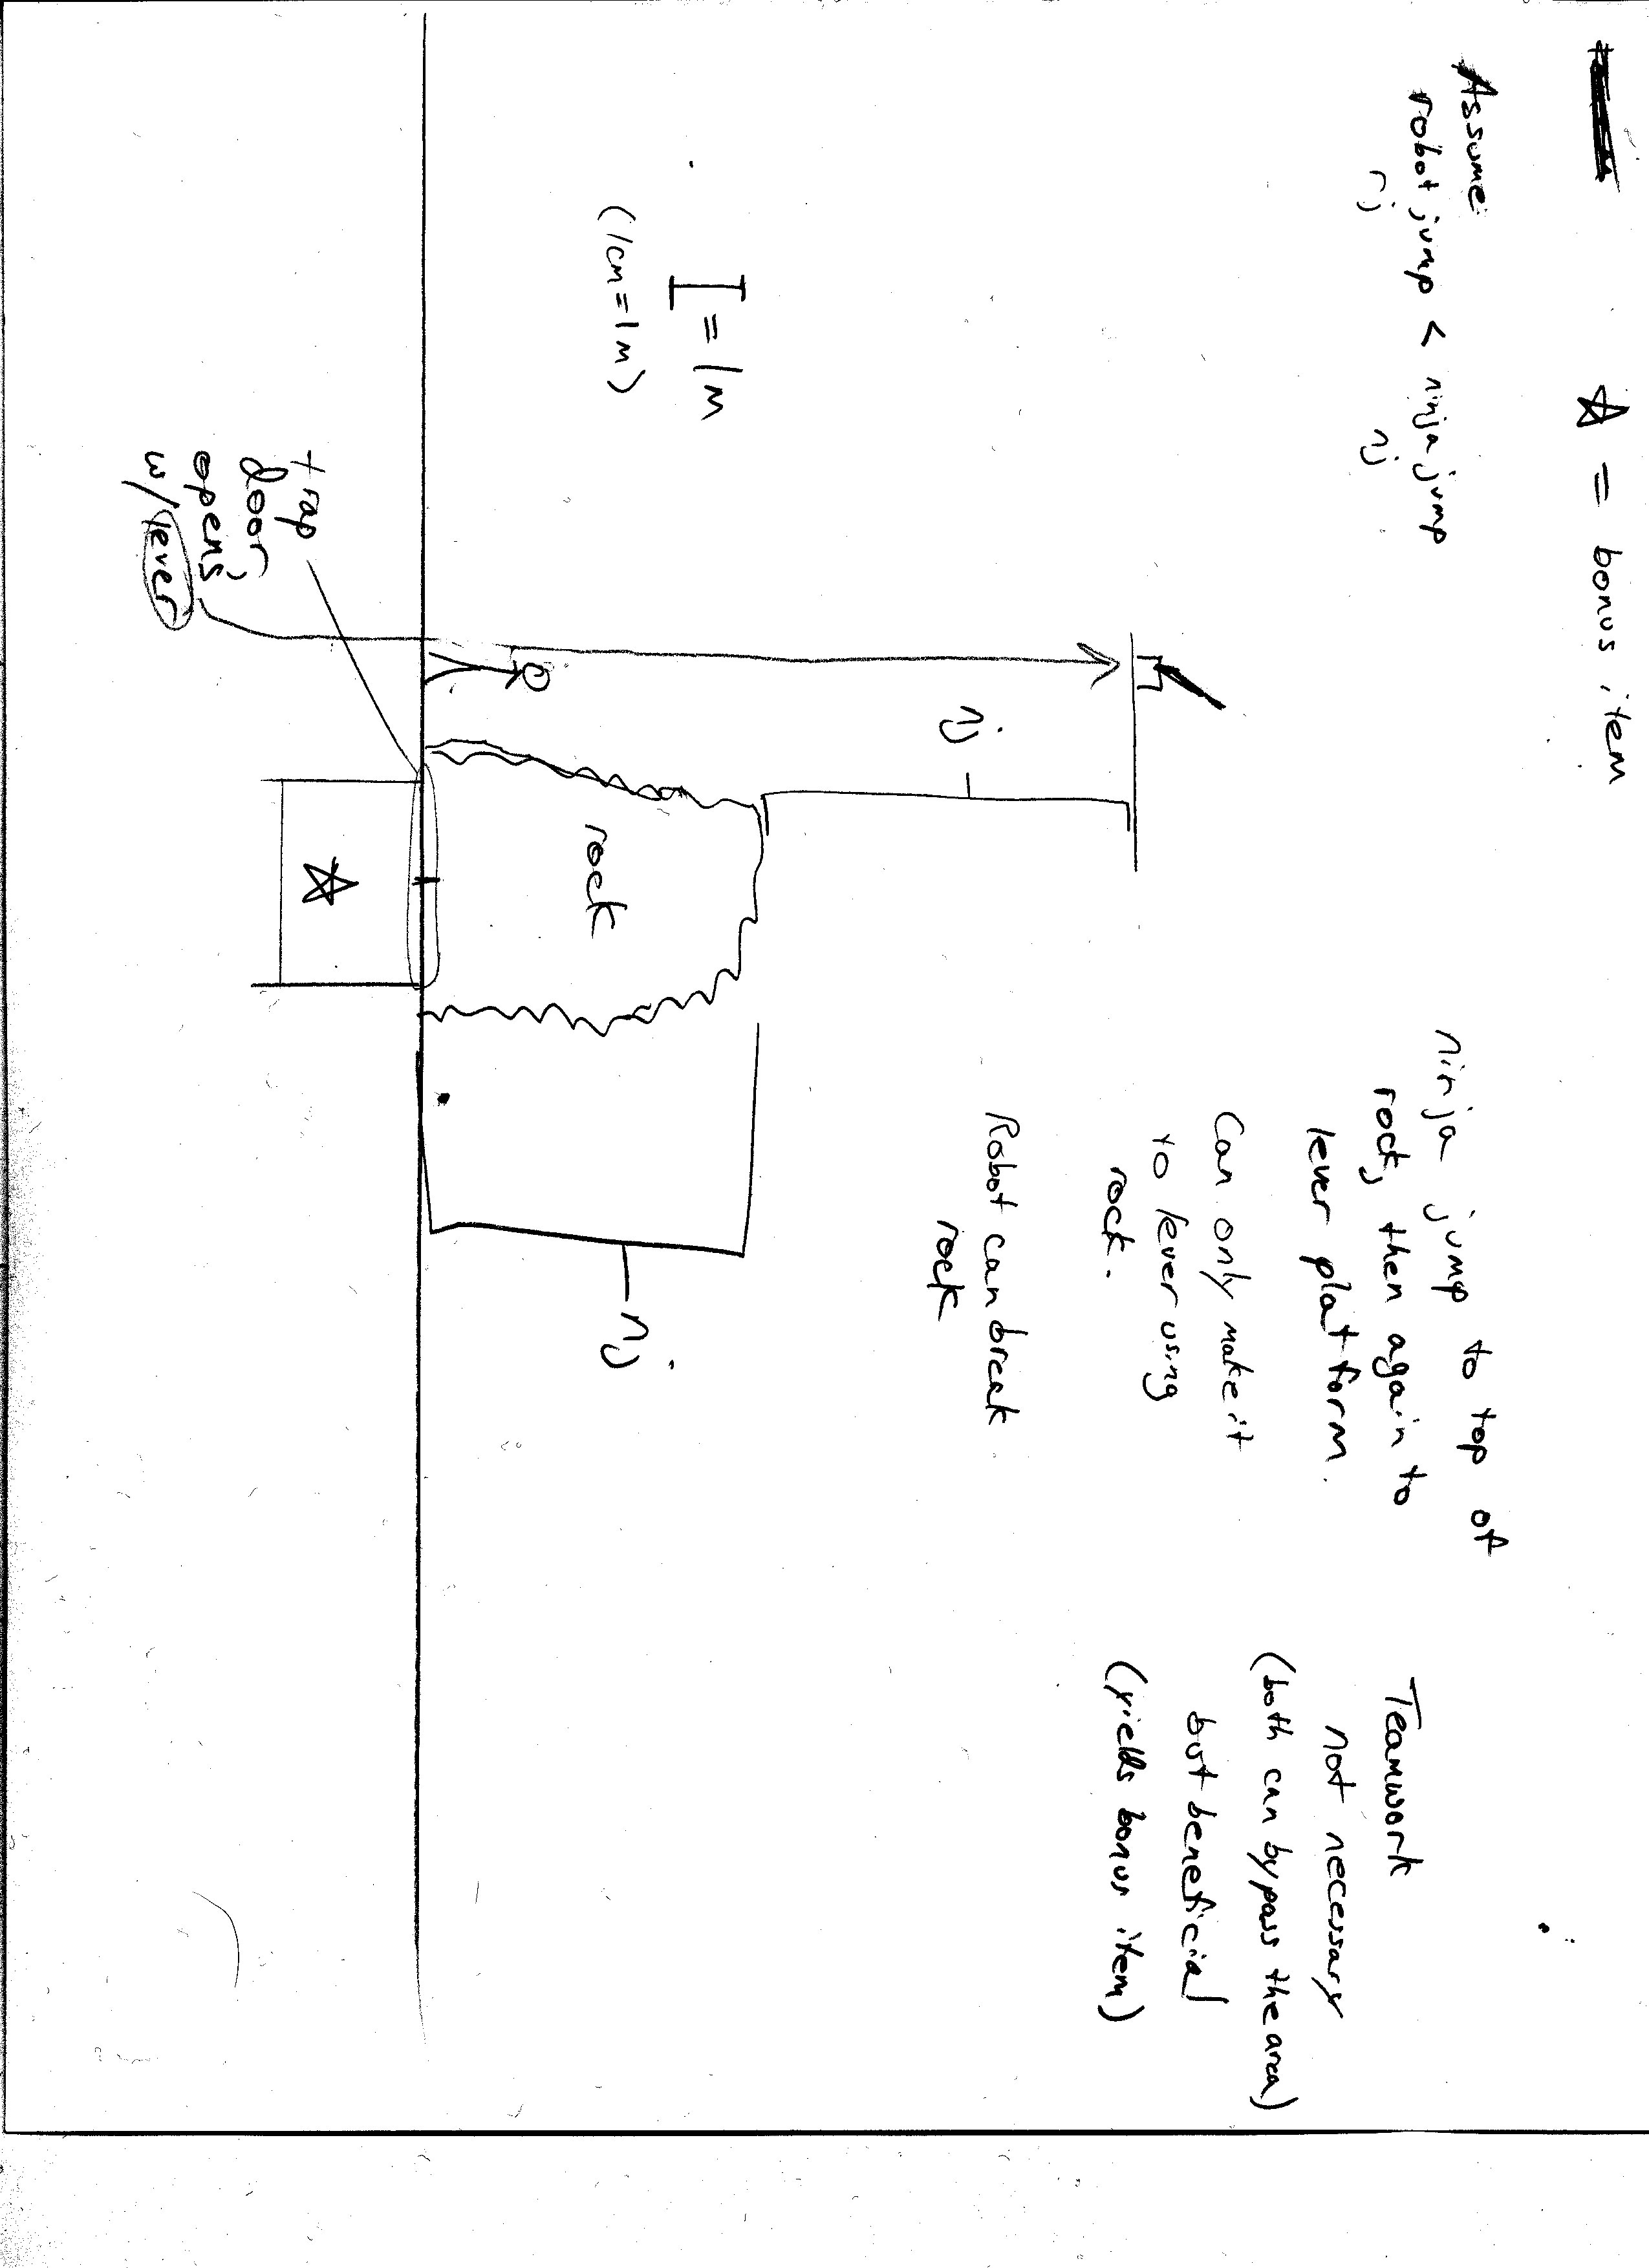 ☆ = bonus item
Assume:
robot jump < ninja jump
rj
nj
ninja jump to top of
rock, then again to
lever platform.
Can only make it
to lever using
rock.
Robot can break
rock
Teamwork
not necessary
(both can bypass the area)
but beneficial
(yields bonus item)
= 1m
(1cm = 1m)
nj
rock
nj
trap
door,
opens
w/ lever